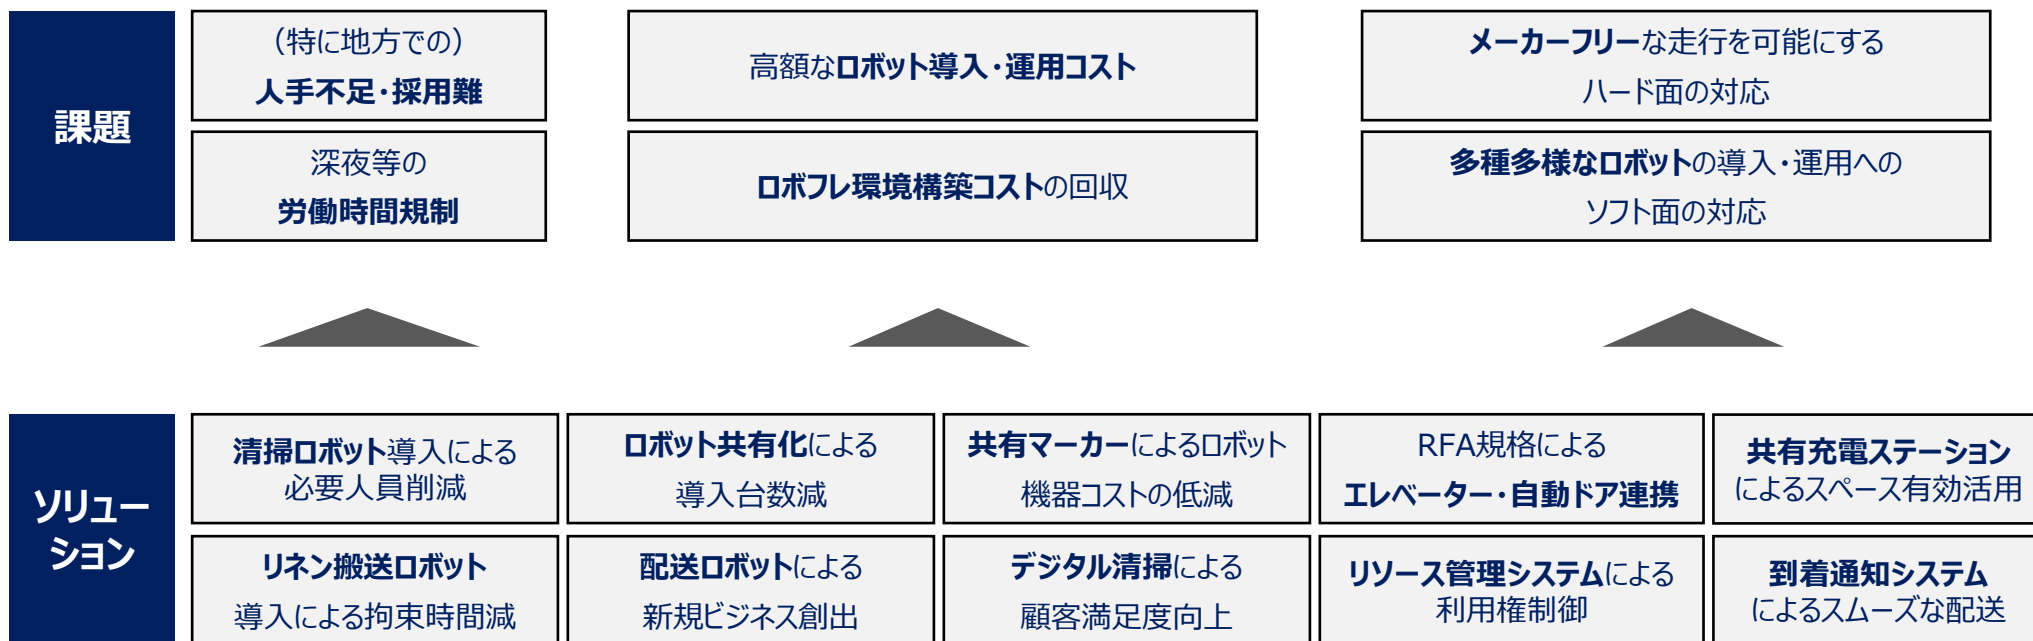 課題
（特に地方での）
人手不足・採用難
高額なロボット導入・運用コスト
メーカーフリーな走行を可能にする
ハード面の対応
深夜等の
労働時間規制
ロボフレ環境構築コストの回収
多種多様なロボットの導入・運用への
ソフト面の対応
ソリュー
ション
清掃ロボット導入による
必要人員削減
ロボット共有化による
導入台数減
共有マーカーによるロボット
機器コストの低減
RFA規格による
エレベーター・自動ドア連携
共有充電ステーション
によるスペース有効活用
リネン搬送ロボット
導入による拘束時間減
配送ロボットによる
新規ビジネス創出
デジタル清掃による
顧客満足度向上
リソース管理システムによる
利用権制御
到着通知システム
によるスムーズな配送